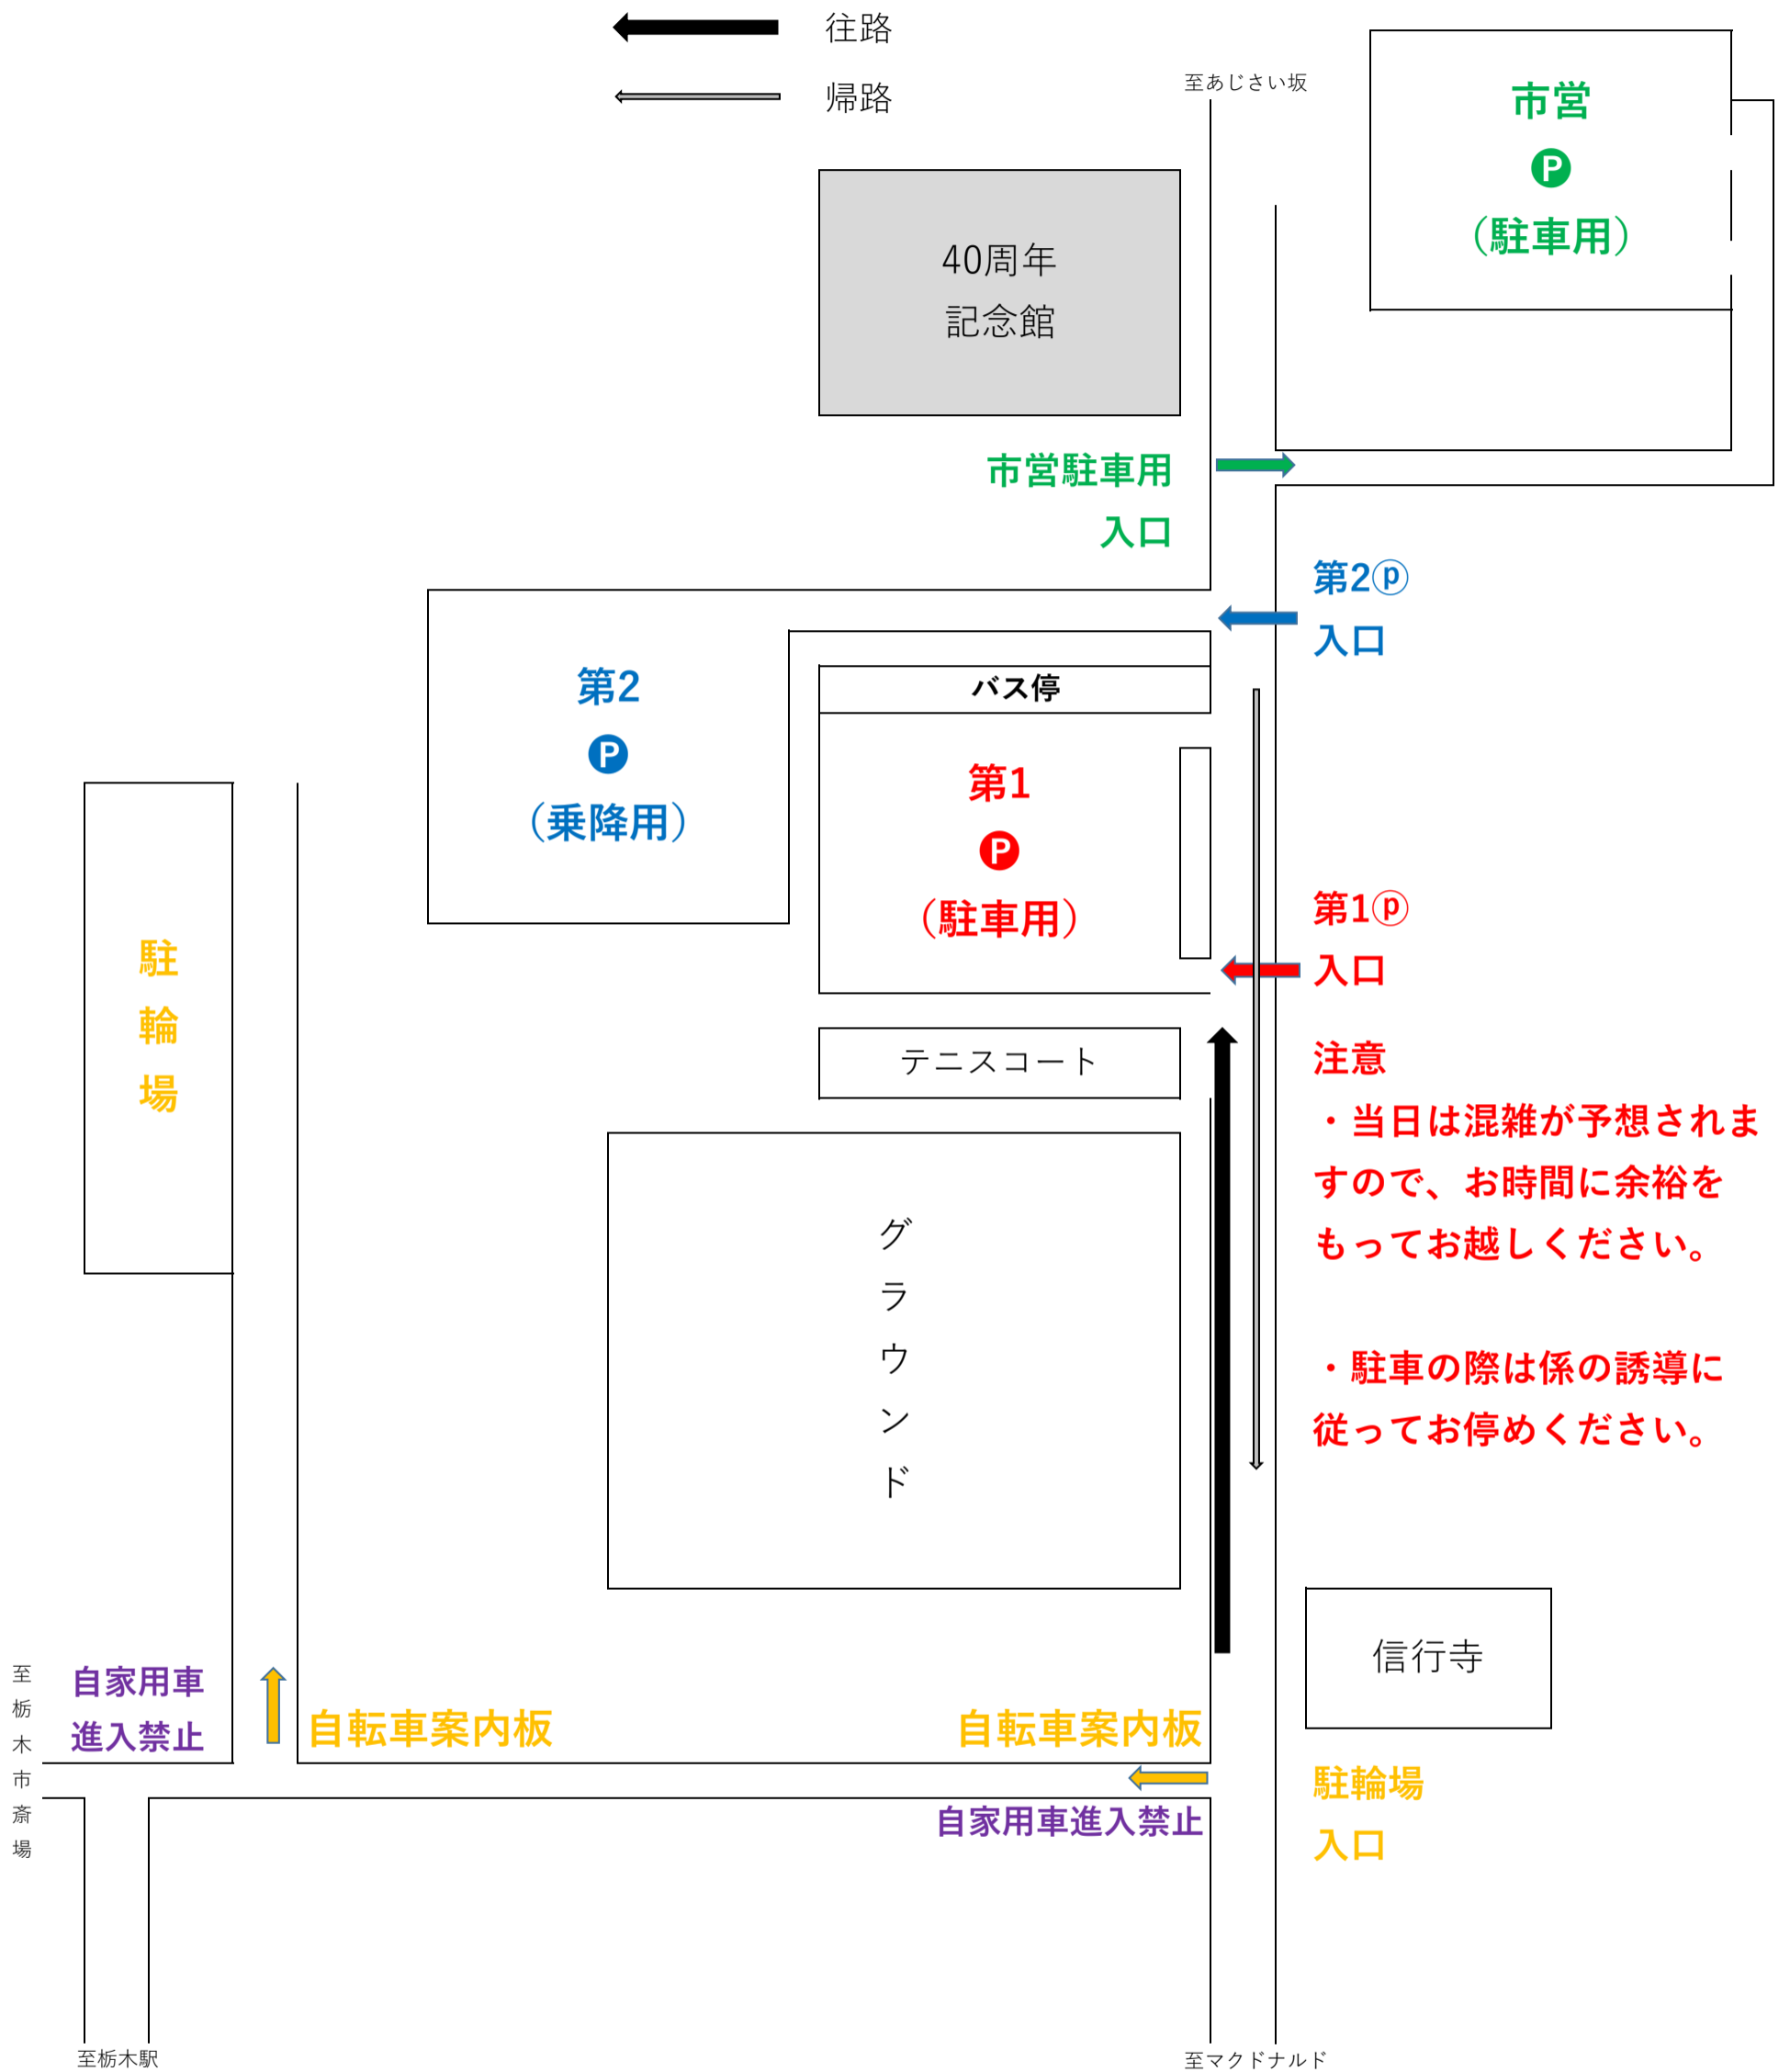 往路
帰路
至あじさい坂
市営
P
（駐車用）
40周年
記念館
市営駐車用
入口
第2ⓟ
入口
バス停
第2
P
（乗降用）
第1
P
（駐車用）
第1ⓟ
入口
駐
輪
場
テニスコート
注意
・当日は混雑が予想されま
すので、お時間に余裕を
もってお越しください。
・駐車の際は係の誘導に
従ってお停めください。
グ
ラ
ウ
ン
ド
信行寺
至
栃
木
市
斎
場
自家用車
進入禁止
自転車案内板
自転車案内板
駐輪場
入口
自家用車進入禁止
至栃木駅
至マクドナルド